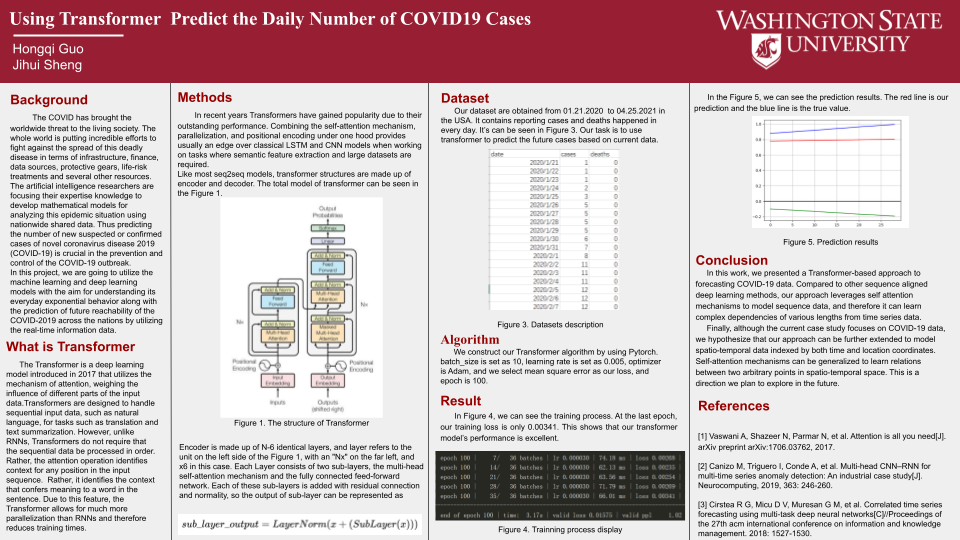 Using Transformer Predict the Daily Number of COVID19 Cases
Hongqi Guo
Jihui Sheng
WASHINGTON STATE
UNIVERSITY
Background
The COVID has brought the
worldwide threat to the living society. The
whole world is putting incredible efforts to
fight against the spread of this deadly
disease in terms of infrastructure, finance,
data sources, protective gears, life-risk
treatments and several other resources.
The artificial intelligence researchers are
focusing their expertise knowledge to
develop mathematical models for
analyzing this epidemic situation using
nationwide shared data. Thus predicting
the number of new suspected or confirmed
cases of novel coronavirus disease 2019
(COVID-19) is crucial in the prevention and
control of the COVID-19 outbreak.
In this project, we are going to utilize the
machine learning and deep learning
models with the aim for understanding its
everyday exponential behavior along with
the prediction of future reachability of the
COVID-2019 across the nations by utilizing
the real-time information data.
What is Transformer
The Transformer is a deep learning
model introduced in 2017 that utilizes the
mechanism of attention, weighing the
influence of different parts of the input
data.Transformers are designed to handle
sequential input data, such as natural
language, for tasks such as translation and
text summarization. However, unlike
RNNs, Transformers do not require that
the sequential data be processed in order.
Rather, the attention operation identifies
context for any position in the input
sequence. Rather, it identifies the context
that confers meaning to a word in the
sentence. Due to this feature, the
Transformer allows for much more
parallelization than RNNs and therefore
reduces training times.
Methods
In recent years Transformers have gained popularity due to their
outstanding performance. Combining the self-attention mechanism,
parallelization, and positional encoding under one hood provides
usually an edge over classical LSTM and CNN models when working
on tasks where semantic feature extraction and large datasets are
required.
Like most seq2seq models, transformer structures are made up of
encoder and decoder. The total model of transformer can be seen in
the Figure 1.
Output
Probabilities
Softmax
Linear
Add & Norm
Feed
Forward
Add & Norm
Multi-Head
Attention
Add & Norm
Feed
Forward
Nx
Add & Norm
Multi-Head
Attention
Add & Norm
Masked
Multi-Head
Attention
Nx
Positional
Encoding
Positional
Encoding
Input
Embedding
Output
Embedding
Inputs
Outputs
(shifted right)
Figure 1. The structure of Transformer
Encoder is made up of N-6 identical layers, and layer refers to the
unit on the left side of the Figure 1, with an "Nx" on the far left, and
x6 in this case. Each Layer consists of two sub-layers, the multi-head
self-attention mechanism and the fully connected feed-forward
network. Each of these sub-layers is added with residual connection
and normality, so the output of sub-layer can be represented as
sub_layer_output = LayerNorm(x + (SubLayer(x)))
Dataset
Our dataset are obtained from 01.21.2020 to 04.25.2021 in
the USA. It contains reporting cases and deaths happened in
every day. It's can be seen in Figure 3. Our task is to use
transformer to predict the future cases based on current data.
date cases deaths
2020/1/21 1 0
2020/1/22 1 0
2020/1/23 1 0
2020/1/24 2 0
2020/1/25 3 0
2020/1/26 5 0
2020/1/27 5 0
2020/1/28 5 0
2020/1/29 5 0
2020/1/30 6 0
2020/1/31 7 0
2020/2/1 8 0
2020/2/2 11 0
2020/2/3 11 0
2020/2/4 11 0
2020/2/5 12 0
2020/2/6 12 0
2020/2/7 12 0
Figure 3. Datasets description
Algorithm
We construct our Transformer algorithm by using Pytorch.
batch_size is set as 10, learning rate is set as 0.005, optimizer
is Adam, and we select mean square error as our loss, and
epoch is 100.
Result
In Figure 4, we can see the training process. At the last epoch,
our training loss is only 0.00341. This shows that our transformer
model's performance is excellent.
epoch 100 | 7/ 36 batches | lr 0.000030 | 74.18 ms | loss 0.00369 |
epoch 100 | 14/ 36 batches | lr 0.000030 | 62.13 ms | loss 0.00235 |
epoch 100 | 21/ 36 batches | lr 0.000030 | 63.56 ms | loss 0.00254 |
epoch 100 | 28/ 36 batches | lr 0.000030 | 71.79 ms | loss 0.00269 |
epoch 100 | 35/ 36 batches | lr 0.000030 | 66.01 ms | loss 0.00341 |
end of epoch 100 | time: 3.17s | valid loss 0.01575 | valid ppl 1.02
Figure 4. Trainning process display
In the Figure 5, we can see the prediction results. The red line is our
prediction and the blue line is the true value.
1.0
0.8
0.6
0.4
0.2
0.0
-0.2
0 5 10 15 20 25
Figure 5. Prediction results
Conclusion
In this work, we presented a Transformer-based approach to
forecasting COVID-19 data. Compared to other sequence aligned
deep learning methods, our approach leverages self attention
mechanisms to model sequence data, and therefore it can learn
complex dependencies of various lengths from time series data.
Finally, although the current case study focuses on COVID-19 data,
we hypothesize that our approach can be further extended to model
spatio-temporal data indexed by both time and location coordinates.
Self-attention mechanisms can be generalized to learn relations
between two arbitrary points in spatio-temporal space. This is a
direction we plan to explore in the future.
References
[1] Vaswani A, Shazeer N, Parmar N, et al. Attention is all you need[J].
arXiv preprint arXiv:1706.03762, 2017.
[2] Canizo M, Triguero I, Conde A, et al. Multi-head CNN–RNN for
multi-time series anomaly detection: An industrial case study[J].
Neurocomputing, 2019, 363: 246-260.
[3] Cirstea R G, Micu D V, Muresan G M, et al. Correlated time series
forecasting using multi-task deep neural networks[C]//Proceedings of
the 27th acm international conference on information and knowledge
management. 2018: 1527-1530.